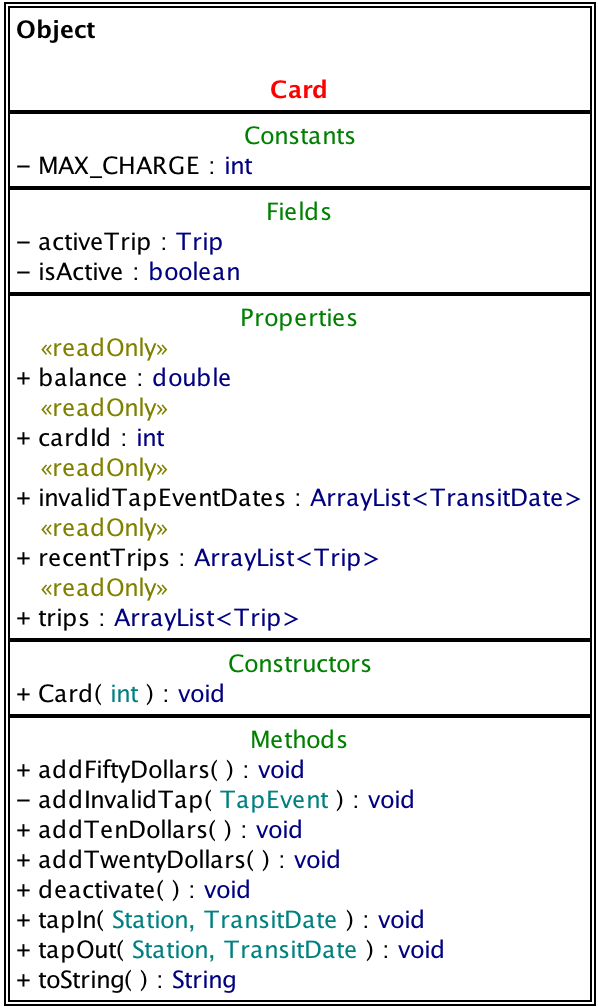 Object
Card
Constants
− MAX_CHARGE : int
Fields
− activeTrip : Trip
− isActive : boolean
Properties
«readOnly»
+ balance : double
«readOnly»
+ cardId : int
«readOnly»
+ invalidTapEventDates : ArrayList<TransitDate>
«readOnly»
+ recentTrips : ArrayList<Trip>
«readOnly»
+ trips : ArrayList<Trip>
Constructors
+ Card( int ) : void
Methods
+ addFiftyDollars( ) : void
− addInvalidTap( TapEvent ) : void
+ addTenDollars( ) : void
+ addTwentyDollars( ) : void
+ deactivate( ) : void
+ tapIn( Station, TransitDate ) : void
+ tapOut( Station, TransitDate ) : void
+ toString( ) : String